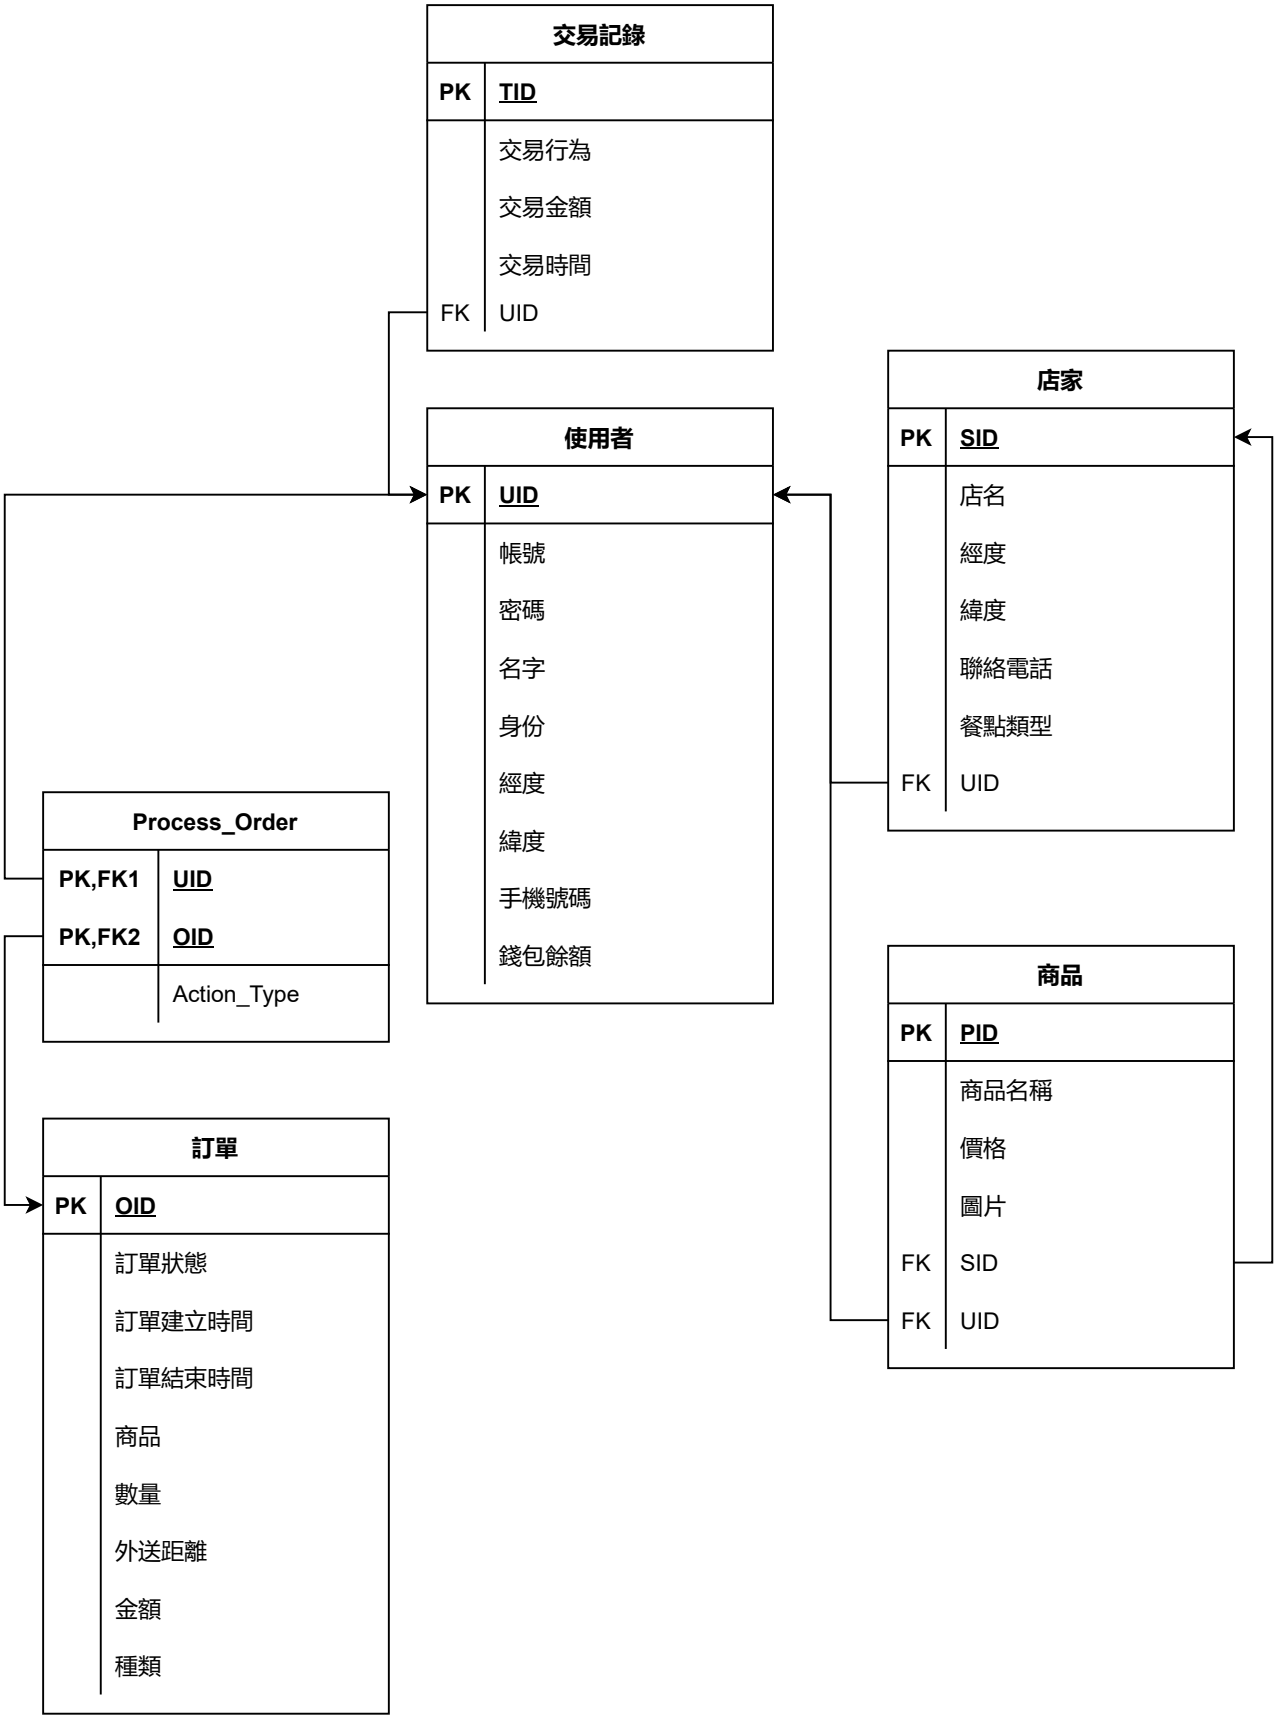 交易記錄
PK TID
交易行為
交易金額
交易時間
FK UID
使用者
PK UID
帳號
密碼
名字
身份
經度
緯度
手機號碼
錢包餘額
店家
PK SID
店名
經度
緯度
聯絡電話
餐點類型
FK UID
Process_Order
PK,FK1 UID
PK,FK2 OID
Action_Type
商品
PK PID
商品名稱
價格
圖片
FK SID
FK UID
訂單
PK OID
訂單狀態
訂單建立時間
訂單結束時間
商品
數量
外送距離
金額
種類